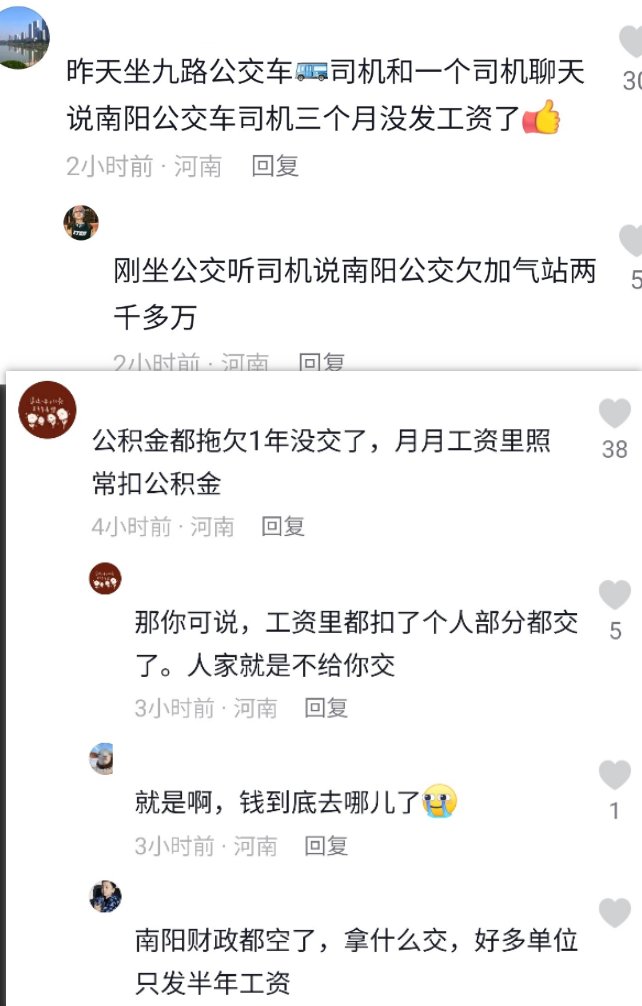 昨天坐九路公交车🚌司机和一个司机聊天
说南阳公交车司机三个月没发工资了👍
30
2小时前 · 河南 回复
刚坐公交听司机说南阳公交欠加气站两
千多万
5
2小时前 · 河南 回复
公积金都拖欠1年没交了，月月工资里照
常扣公积金
38
4小时前 · 河南 回复
那你可说，工资里都扣了个人部分都交
了。人家就是不给你交
5
3小时前 · 河南 回复
就是啊，钱到底去哪儿了😭
1
3小时前 · 河南 回复
南阳财政都空了，拿什么交，好多单位
只发半年工资